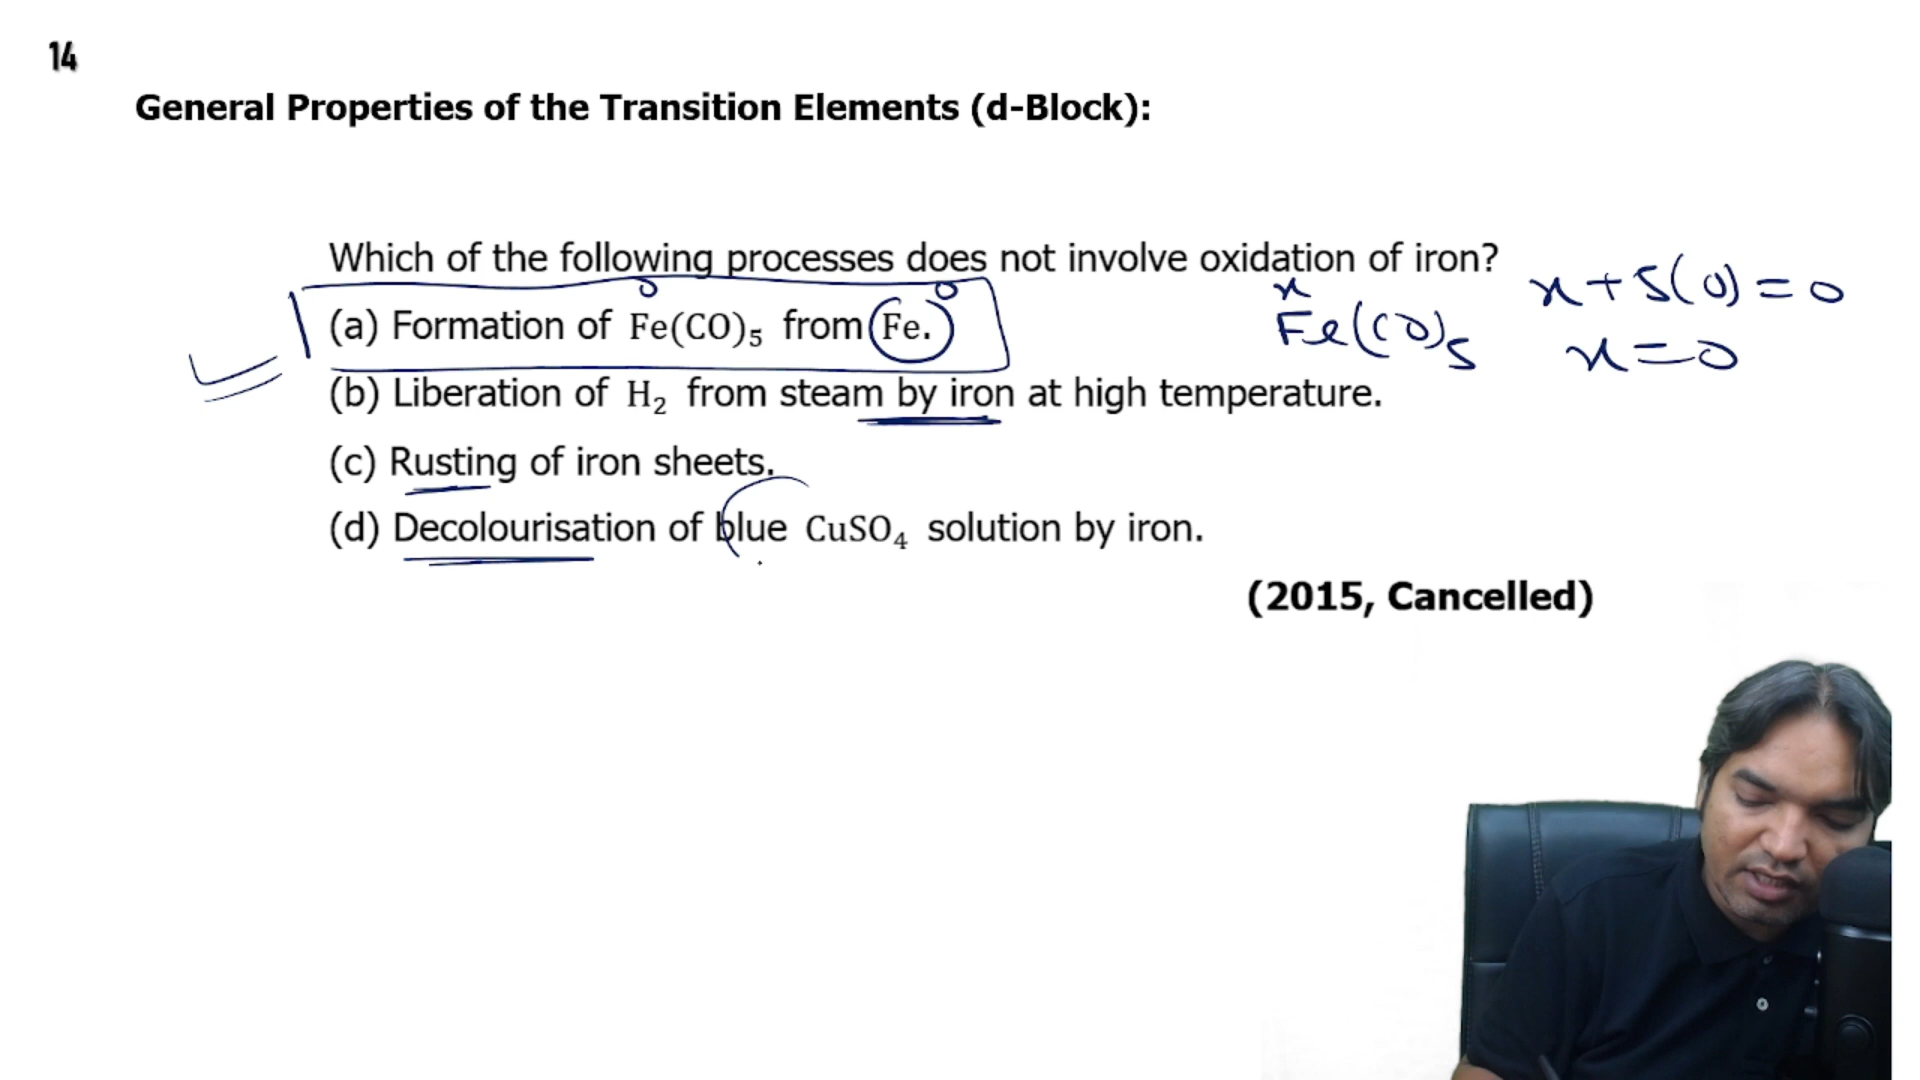 14
General Properties of the Transition Elements (d-Block):
Which of the following processes does not involve oxidation of iron?
x + 5(0) = 0
0 0 x
(a) Formation of Fe(CO)₅ from Fe.
Fe(CO)₅ x = 0
(b) Liberation of H₂ from steam by iron at high temperature.
(c) Rusting of iron sheets.
(d) Decolourisation of blue CuSO₄ solution by iron.
(2015, Cancelled)